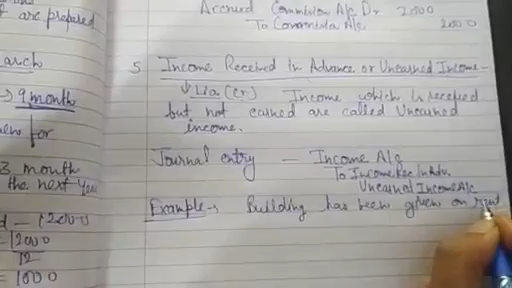 are prepared
arch
→ 9 month
for
3 month
the next year
12000
12
= 1000
Accrued Commission A/c Dr 2000
To Commission A/c 2000
5 Income Received in Advance or Unearned Income-
↓ Lia. (Cr) Income which is received
but not earned are called Unearned
income.
Journal entry — Income A/c
To Income Rec. In Adv.
Unearned Income A/c
Example → Building has been given on rent